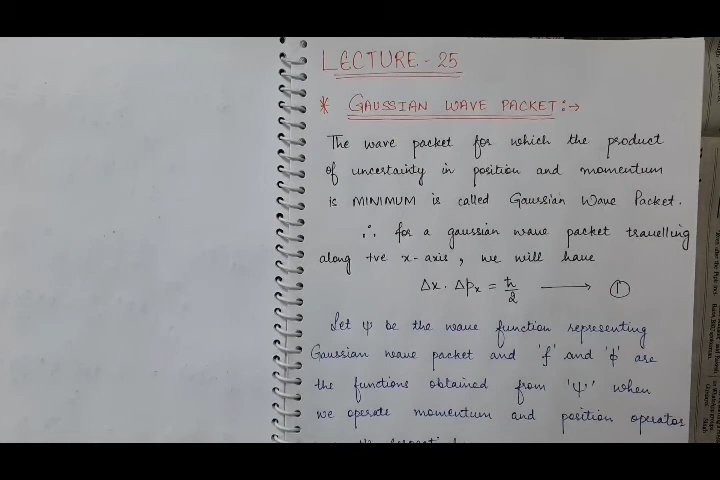 LECTURE - 25
* GAUSSIAN WAVE PACKET :→
The wave packet for which the product
of uncertainty in position and momentum
is MINIMUM is called Gaussian Wave Packet.
∴ for a gaussian wave packet travelling
along +ve x-axis, we will have
Δx . Δpₓ = ħ/2 ⟶ ①
Let ψ be the wave function representing
Gaussian wave packet and 'f' and 'ϕ' are
the functions obtained from 'ψ' when
we operate momentum and position operator